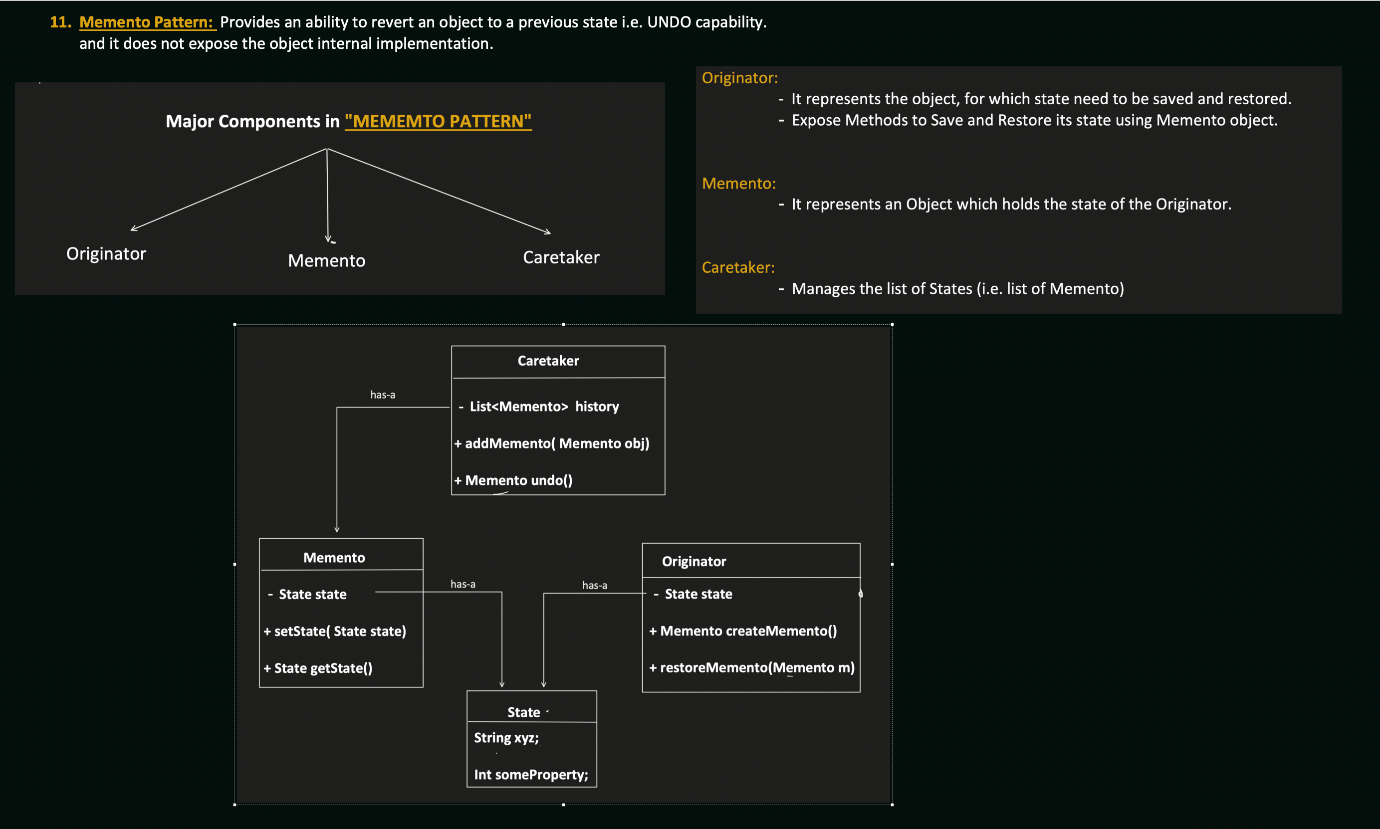 11. Memento Pattern: Provides an ability to revert an object to a previous state i.e. UNDO capability.
and it does not expose the object internal implementation.
Major Components in "MEMEMTO PATTERN"
Originator
Memento
Caretaker
Originator:
- It represents the object, for which state need to be saved and restored.
- Expose Methods to Save and Restore its state using Memento object.
Memento:
- It represents an Object which holds the state of the Originator.
Caretaker:
- Manages the list of States (i.e. list of Memento)
Caretaker
- List<Memento> history
+ addMemento( Memento obj)
+ Memento undo()
has-a
Memento
- State state
+ setState( State state)
+ State getState()
has-a
has-a
Originator
- State state
+ Memento createMemento()
+ restoreMemento(Memento m)
State
String xyz;
Int someProperty;